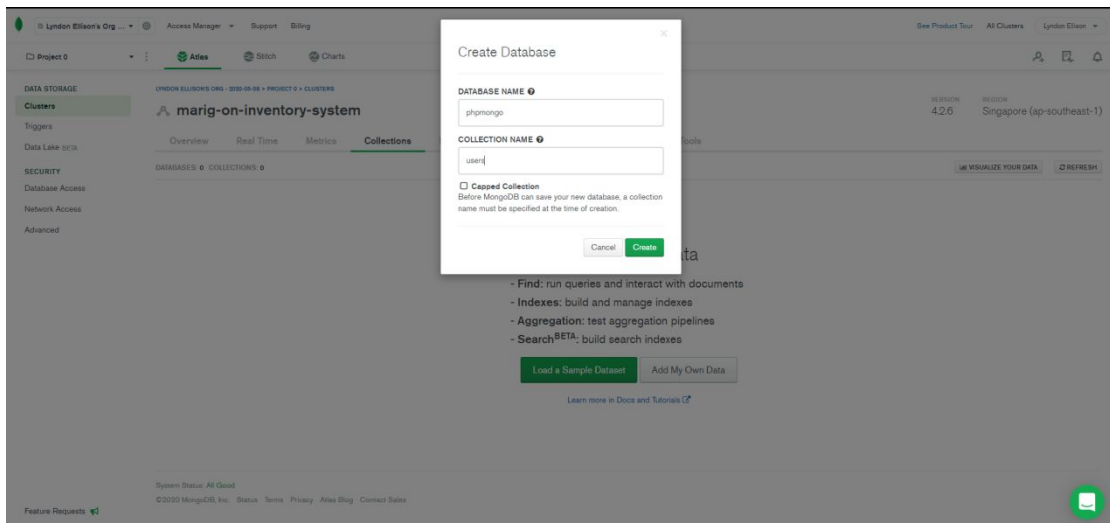 Lyndon Ellison's Org ...
Access Manager
Support
Billing
See Product Tour
All Clusters
Lyndon Ellison
Project 0
Atlas
Stitch
Charts
DATA STORAGE
Clusters
Triggers
Data Lake BETA
SECURITY
Database Access
Network Access
Advanced
LYNDON ELLISON'S ORG - 2020-05-08 > PROJECT 0 > CLUSTERS
marig-on-inventory-system
VERSION
4.2.6
REGION
Singapore (ap-southeast-1)
Overview
Real Time
Metrics
Collections
Tools
DATABASES: 0 COLLECTIONS: 0
VISUALIZE YOUR DATA
REFRESH
Create Database
DATABASE NAME
phpmongo
COLLECTION NAME
users
Capped Collection
Before MongoDB can save your new database, a collection
name must be specified at the time of creation.
Cancel
Create
ta
- Find: run queries and interact with documents
- Indexes: build and manage indexes
- Aggregation: test aggregation pipelines
- Search BETA: build search indexes
Load a Sample Dataset
Add My Own Data
Learn more in Docs and Tutorials
System Status: All Good
©2020 MongoDB, Inc. Status Terms Privacy Atlas Blog Contact Sales
Feature Requests